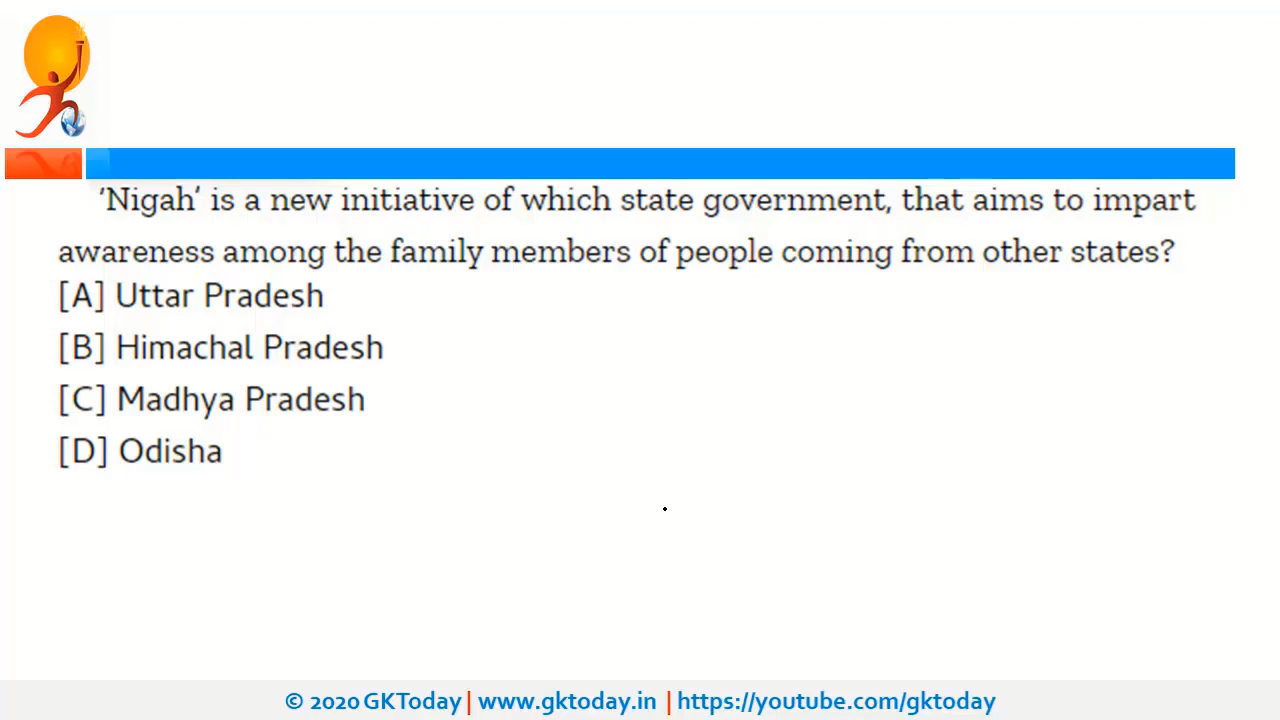 ‘Nigah’ is a new initiative of which state government, that aims to impart
awareness among the family members of people coming from other states?
[A] Uttar Pradesh
[B] Himachal Pradesh
[C] Madhya Pradesh
[D] Odisha
© 2020 GKToday | www.gktoday.in | https://youtube.com/gktoday